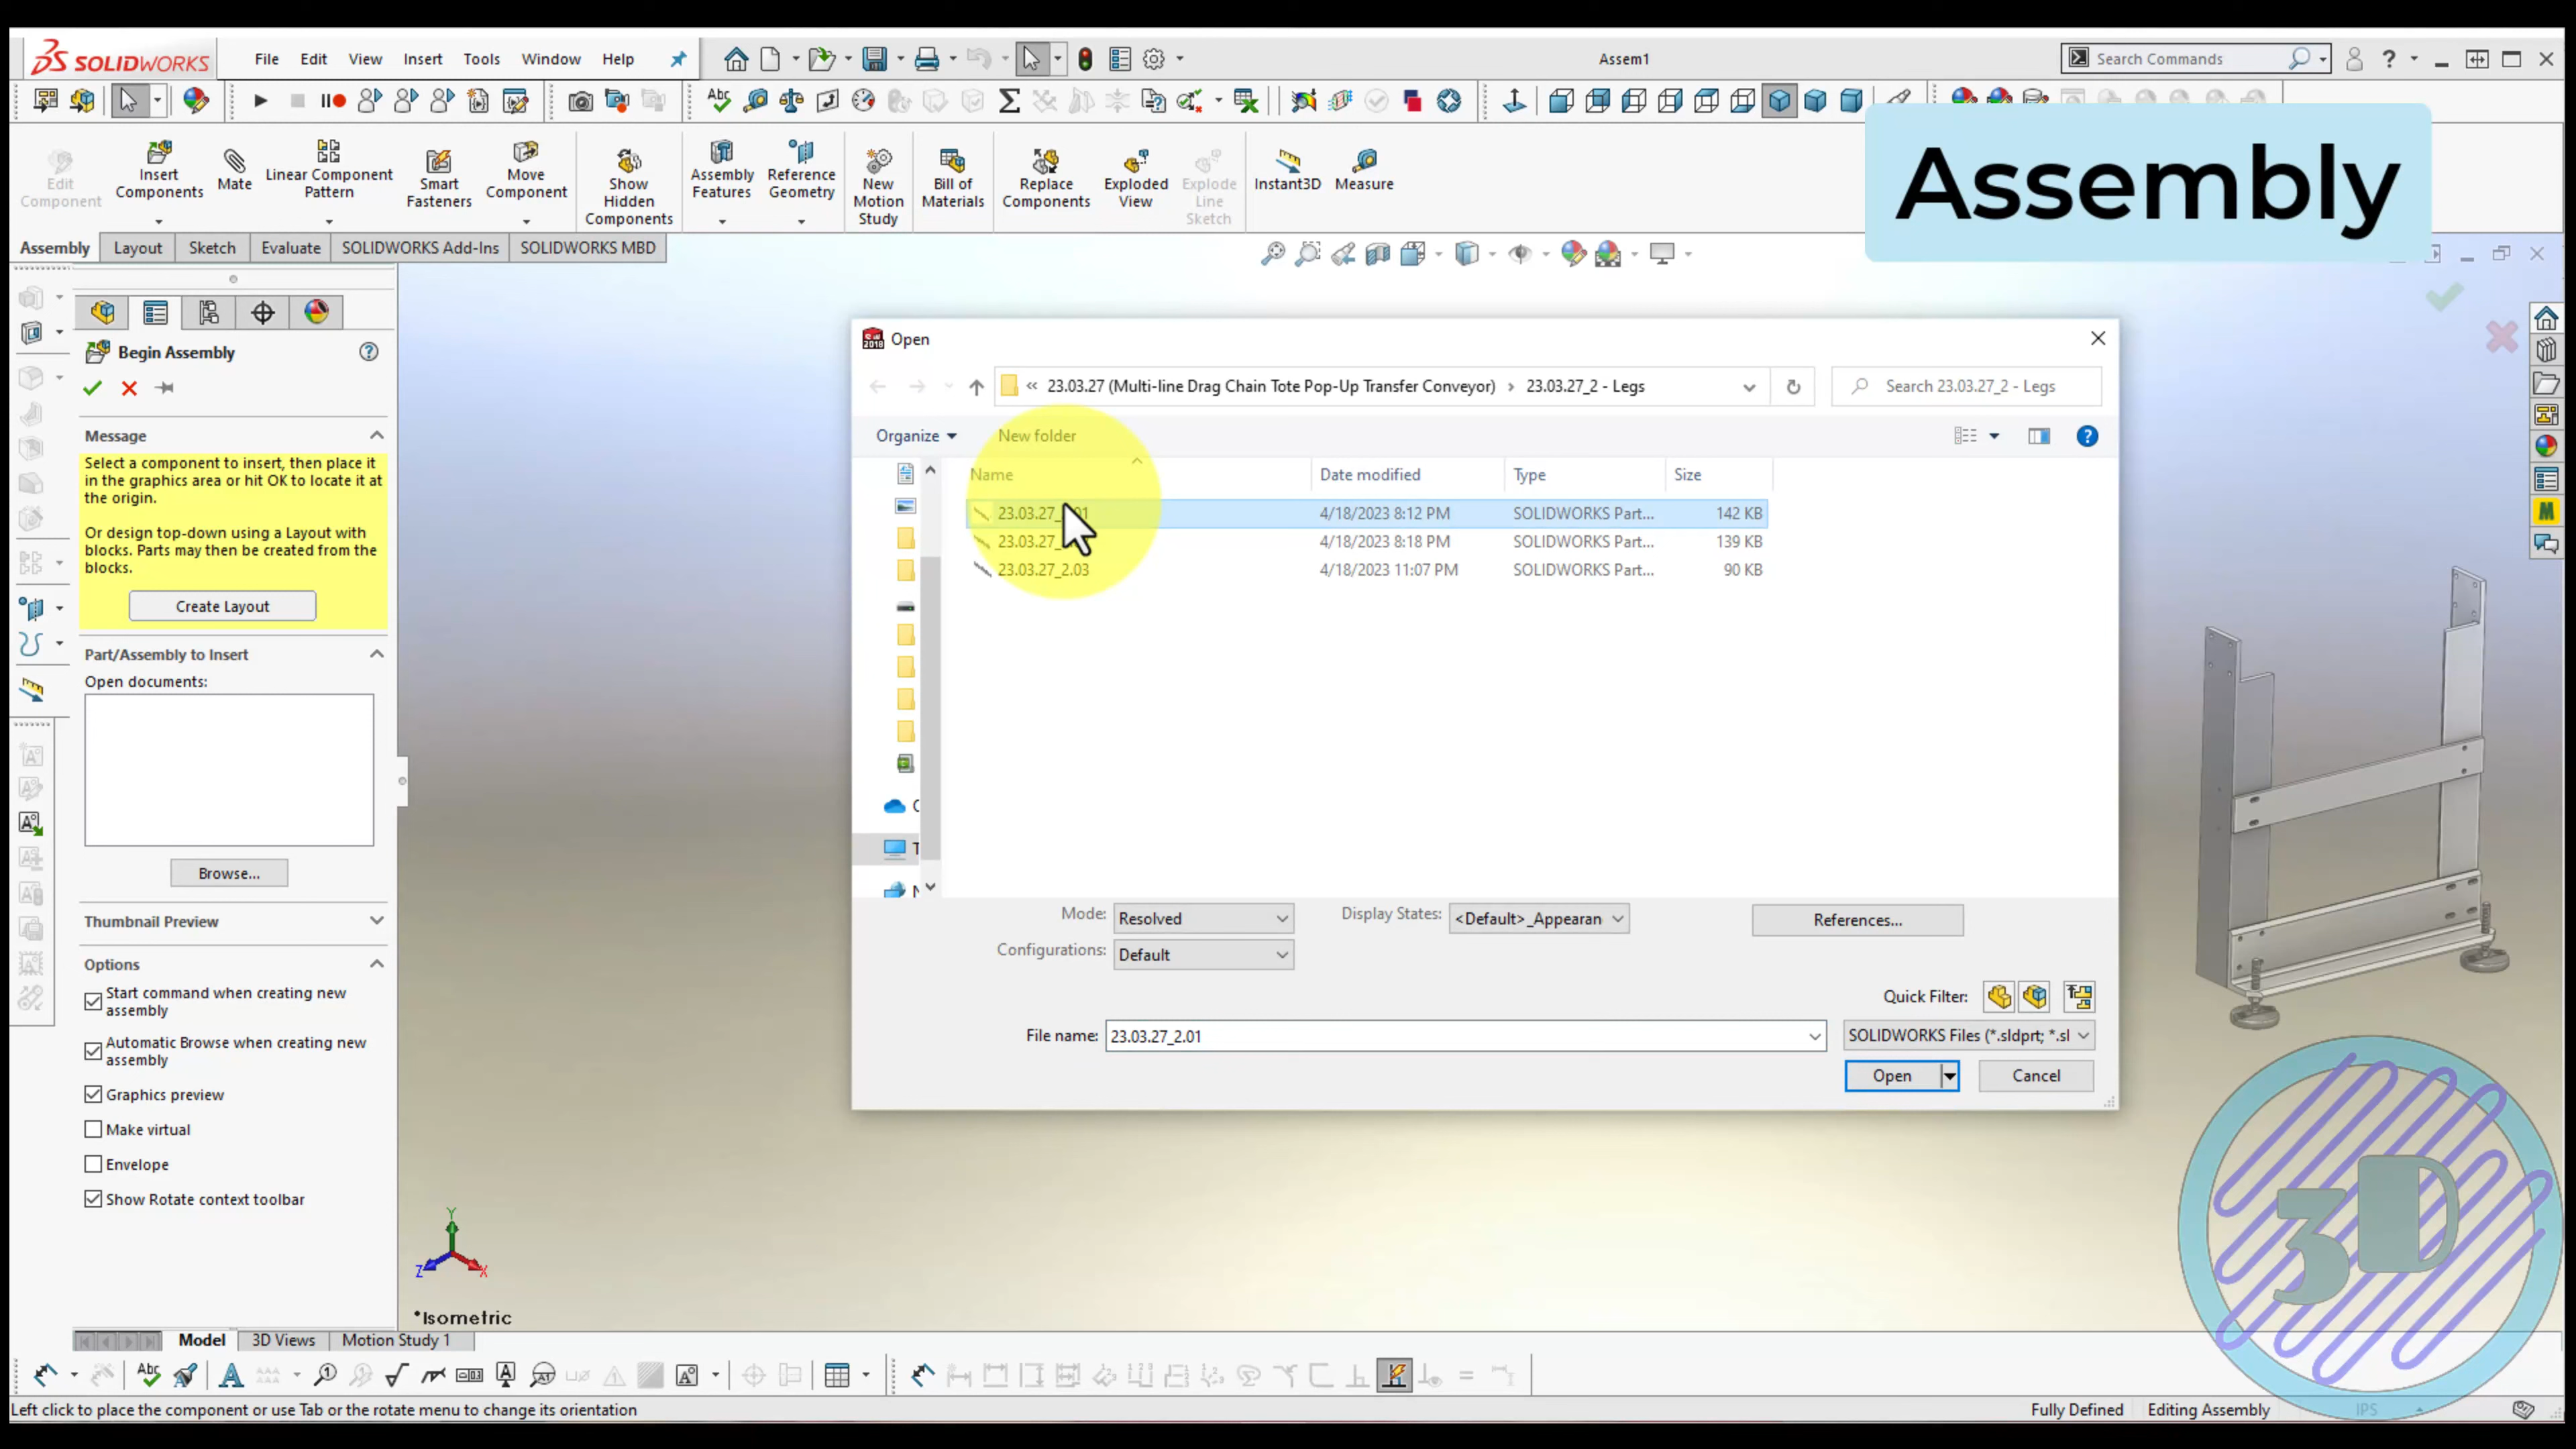 SOLIDWORKS File Edit View Insert Tools Window Help Assem1 Search Commands
Assembly
Edit Component
Insert Components
Mate
Linear Component Pattern
Smart Fasteners
Move Component
Show Hidden Components
Assembly Features
Reference Geometry
New Motion Study
Bill of Materials
Replace Components
Exploded View
Explode Line Sketch
Instant3D
Measure
Assembly Layout Sketch Evaluate SOLIDWORKS Add-Ins SOLIDWORKS MBD
Begin Assembly
Message
Select a component to insert, then place it
in the graphics area or hit OK to locate it at
the origin.
Or design top-down using a Layout with
blocks. Parts may then be created from the
blocks.
Create Layout
Part/Assembly to Insert
Open documents:
Browse...
Thumbnail Preview
Options
Start command when creating new
assembly
Automatic Browse when creating new
assembly
Graphics preview
Make virtual
Envelope
Show Rotate context toolbar
Open
« 23.03.27 (Multi-line Drag Chain Tote Pop-Up Transfer Conveyor) › 23.03.27_2 - Legs
Search 23.03.27_2 - Legs
Organize New folder
Name Date modified Type Size
4/18/2023 8:12 PM SOLIDWORKS Part... 142 KB
4/18/2023 8:18 PM SOLIDWORKS Part... 139 KB
23.03.27_2.03 4/18/2023 11:07 PM SOLIDWORKS Part... 90 KB
Mode: Resolved Display States: <Default>_Appearan References...
Configurations: Default
Quick Filter:
File name: 23.03.27_2.01 SOLIDWORKS Files (*.sldprt; *.sl
Open Cancel
3D
Y
Z X
*Isometric
Model 3D Views Motion Study 1
Left click to place the component or use Tab or the rotate menu to change its orientation Fully Defined Editing Assembly IPS